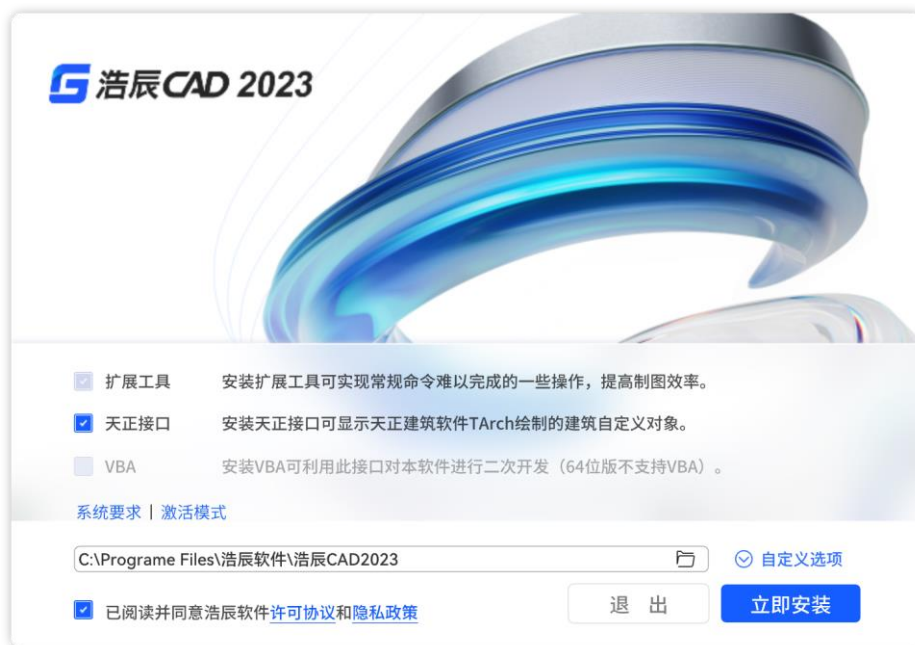 浩辰CAD 2023
扩展工具 安装扩展工具可实现常规命令难以完成的一些操作，提高制图效率。
天正接口 安装天正接口可显示天正建筑软件TArch绘制的建筑自定义对象。
VBA 安装VBA可利用此接口对本软件进行二次开发（64位版不支持VBA）。
系统要求 | 激活模式
C:\Programe Files\浩辰软件\浩辰CAD2023 自定义选项
已阅读并同意浩辰软件许可协议和隐私政策 退 出 立即安装